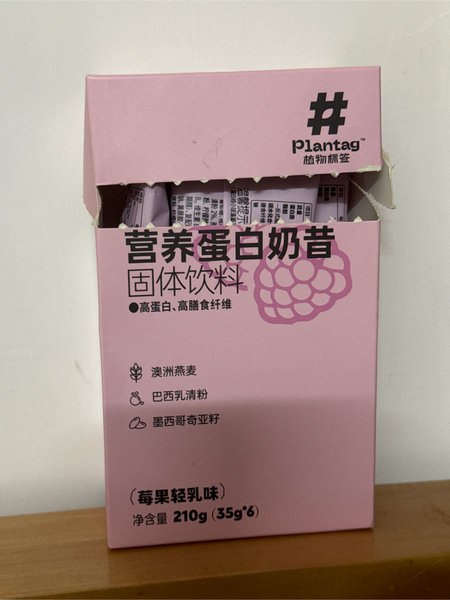 #
Plantag™
植物标签
营养蛋白奶昔
固体饮料
●高蛋白、高膳食纤维
澳洲燕麦
巴西乳清粉
墨西哥奇亚籽
(莓果轻乳味)
净含量 210g(35g*6)